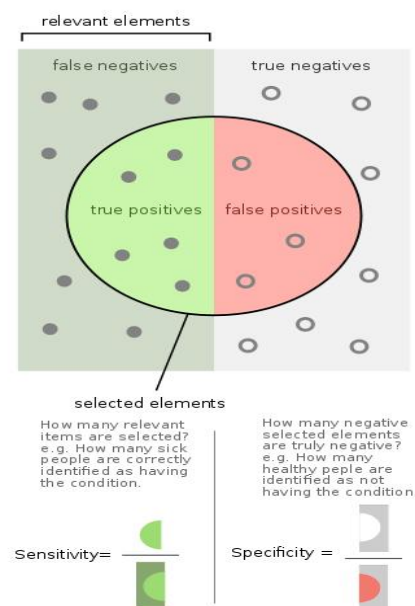 relevant elements
false negatives
true negatives
true positives
false positives
selected elements
How many relevant
items are selected?
e.g. How many sick
people are correctly
identified as having
the condition.
How many negative
selected elements
are truly negative?
e.g. How many
healthy peple are
identified as not
having the condition
Sensitivity=
Specificity =